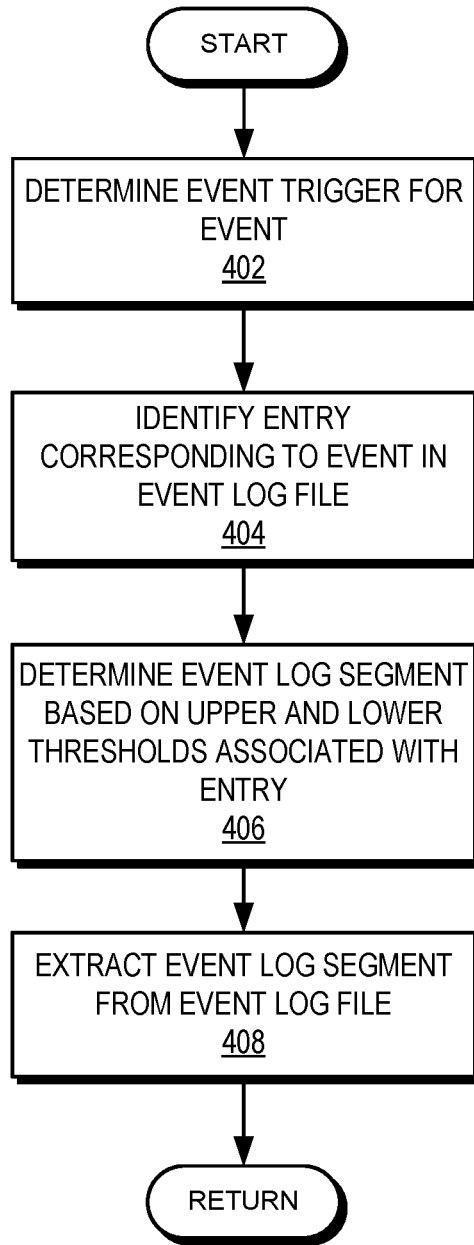 START
DETERMINE EVENT TRIGGER FOR
EVENT
402
IDENTIFY ENTRY
CORRESPONDING TO EVENT IN
EVENT LOG FILE
404
DETERMINE EVENT LOG SEGMENT
BASED ON UPPER AND LOWER
THRESHOLDS ASSOCIATED WITH
ENTRY
406
EXTRACT EVENT LOG SEGMENT
FROM EVENT LOG FILE
408
RETURN